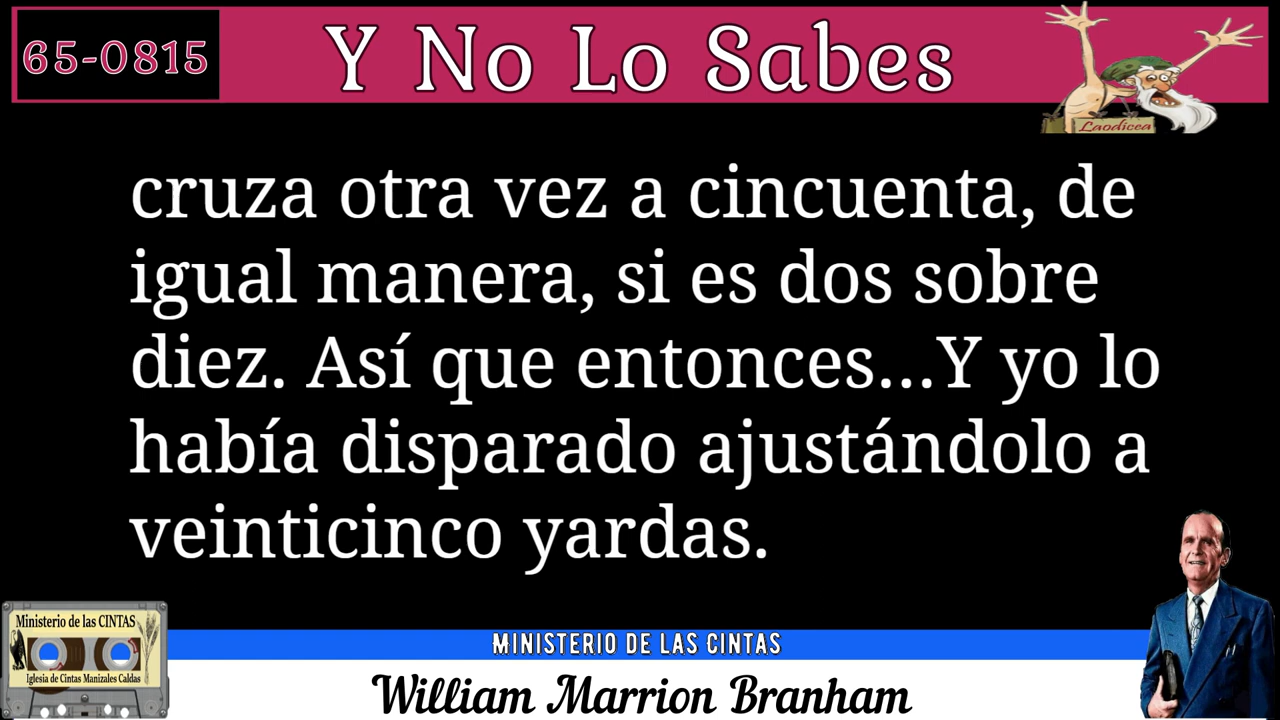 65-0815
Y No Lo Sabes
Laodicea
cruza otra vez a cincuenta, de
igual manera, si es dos sobre
diez. Así que entonces...Y yo lo
había disparado ajustándolo a
veinticinco yardas.
Ministerio de las CINTAS
Iglesia de Cintas Manizales Caldas
MINISTERIO DE LAS CINTAS
William Marrion Branham